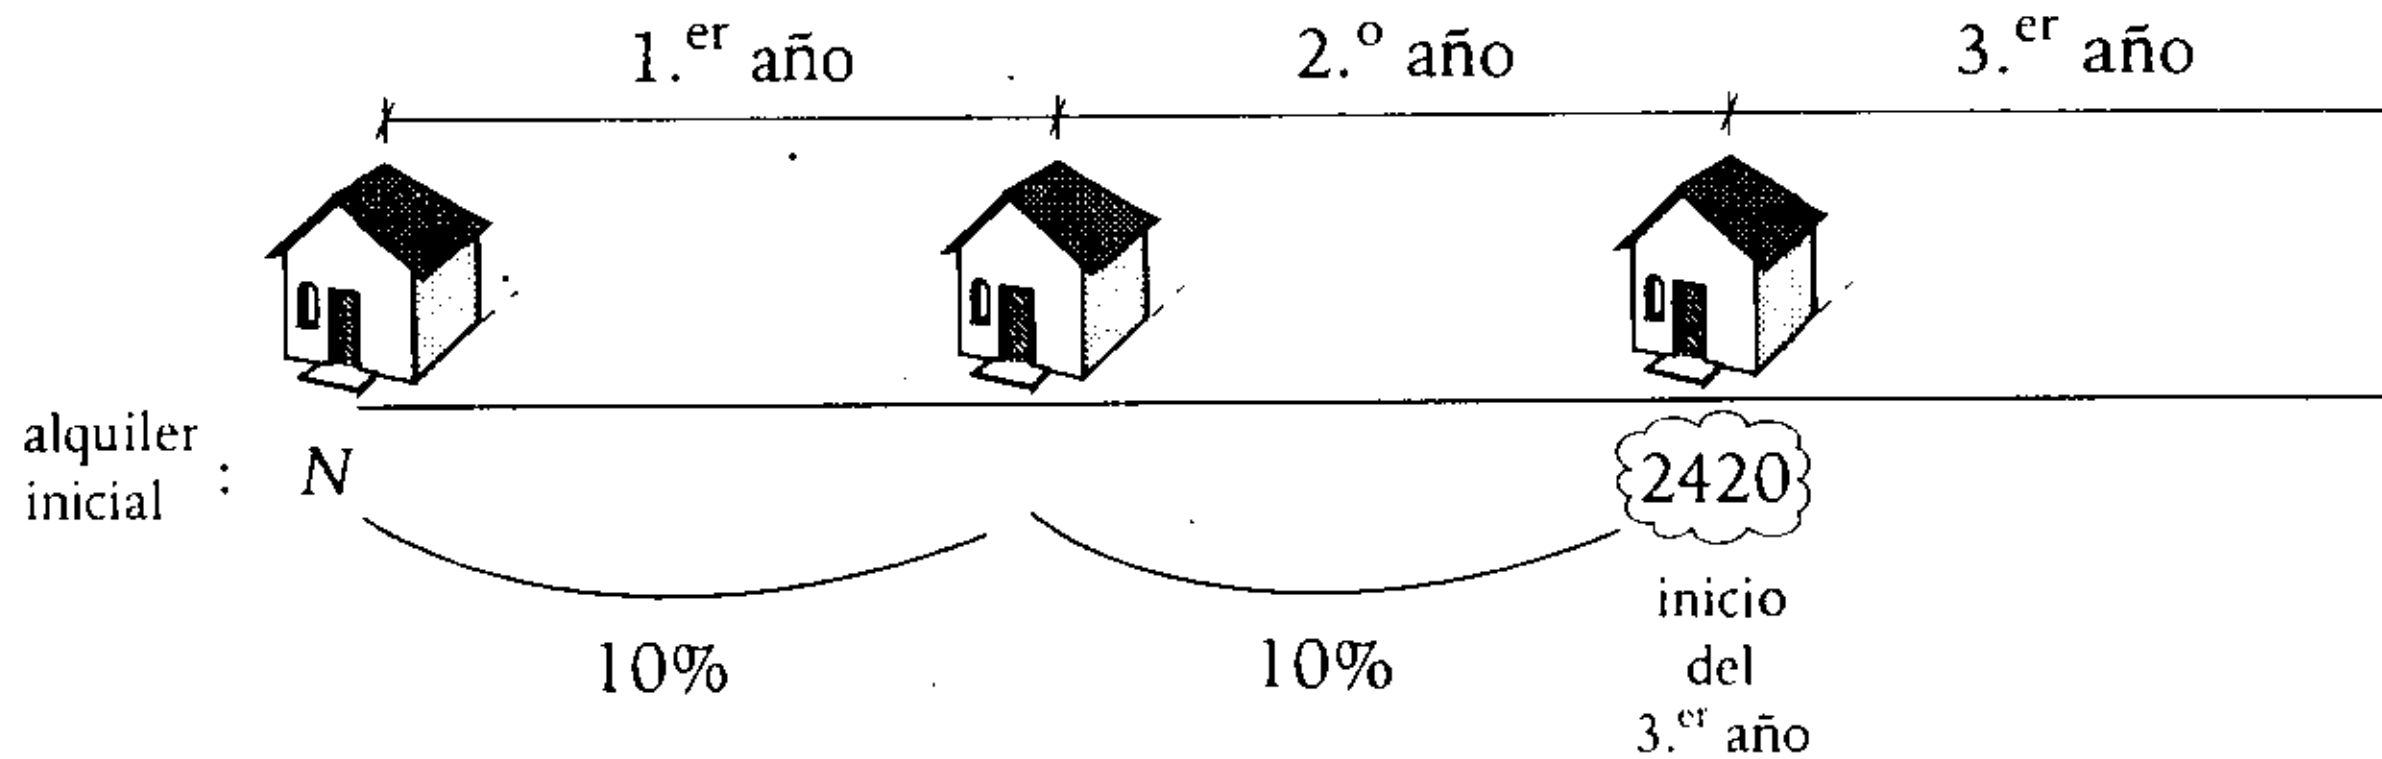 1.er año 2.o año 3.er año
alquiler
inicial : N 2420
10% 10%
inicio
del
3.er año